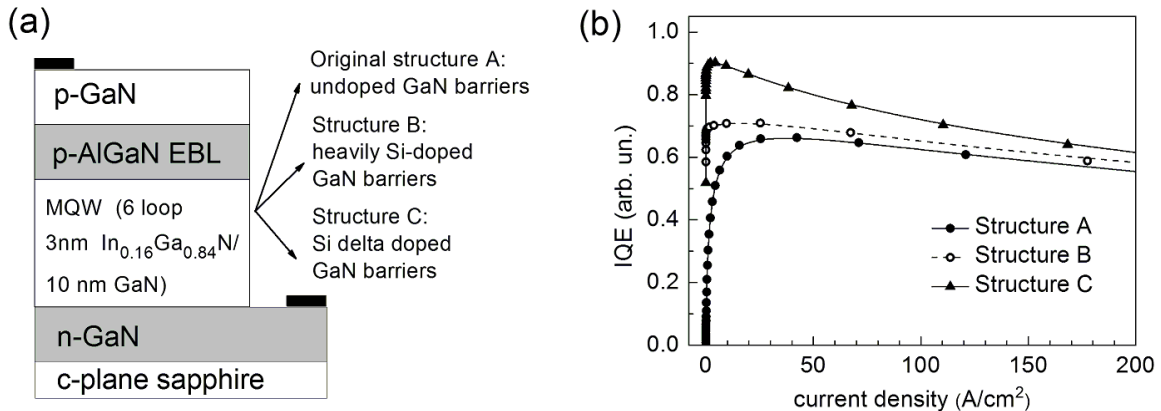 (a)
p-GaN
p-AlGaN EBL
MQW (6 loop
3nm In0.16Ga0.84N/
10 nm GaN)
n-GaN
c-plane sapphire
Original structure A:
undoped GaN barriers
Structure B:
heavily Si-doped
GaN barriers
Structure C:
Si delta doped
GaN barriers
(b)
IQE (arb. un.)
1.0
0.8
0.6
0.4
0.2
0.0
Structure A
Structure B
Structure C
0 50 100 150 200
current density (A/cm²)